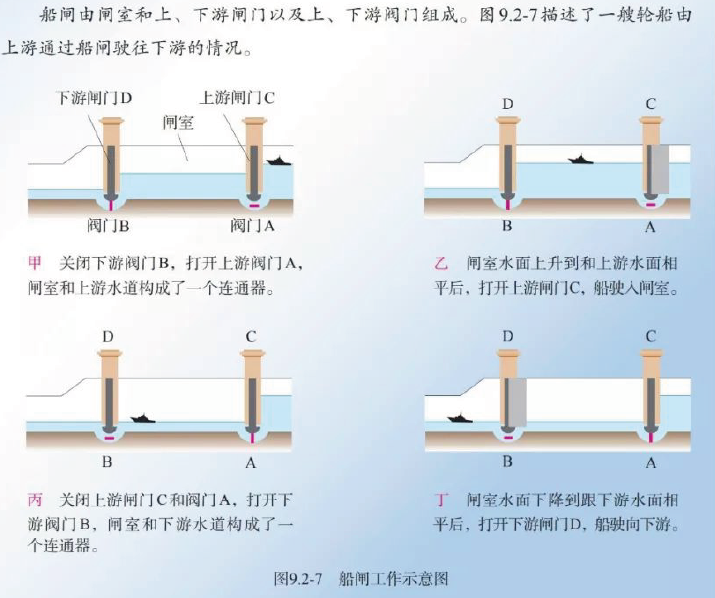 船闸由闸室和上、下游闸门以及上、下游阀门组成。图9.2-7描述了一艘轮船由
上游通过船闸驶往下游的情况。
下游闸门D
上游闸门C
闸室
阀门B
阀门A
D
C
B
A
甲 关闭下游阀门B，打开上游阀门A，
闸室和上游水道构成了一个连通器。
乙 闸室水面上升到和上游水面相
平后，打开上游闸门C，船驶入闸室。
D
C
B
A
D
C
B
A
丙 关闭上游闸门C和阀门A，打开下
游阀门B，闸室和下游水道构成了一
个连通器。
丁 闸室水面下降到跟下游水面相
平后，打开下游闸门D，船驶向下游。
图9.2-7 船闸工作示意图